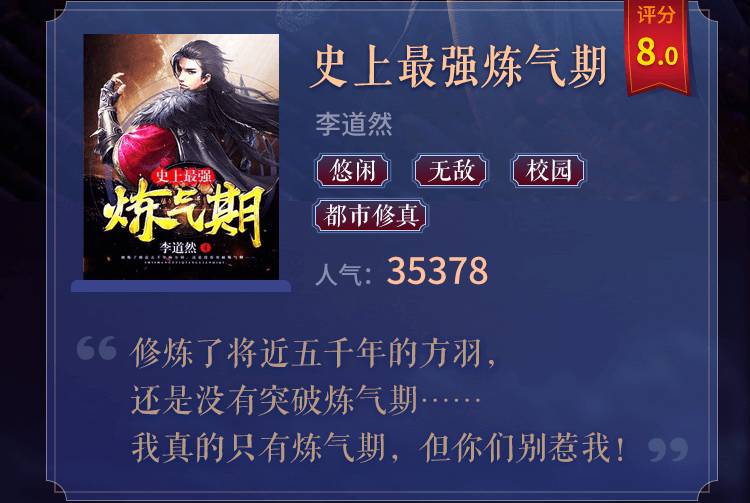 评分
8.0
史上最强炼气期
李道然
悠闲
无敌
校园
都市修真
人气：35378
史上最强
炼气期
李道然
“修炼了将近五千年的方羽，
还是没有突破炼气期……
我真的只有炼气期，但你们别惹我！”